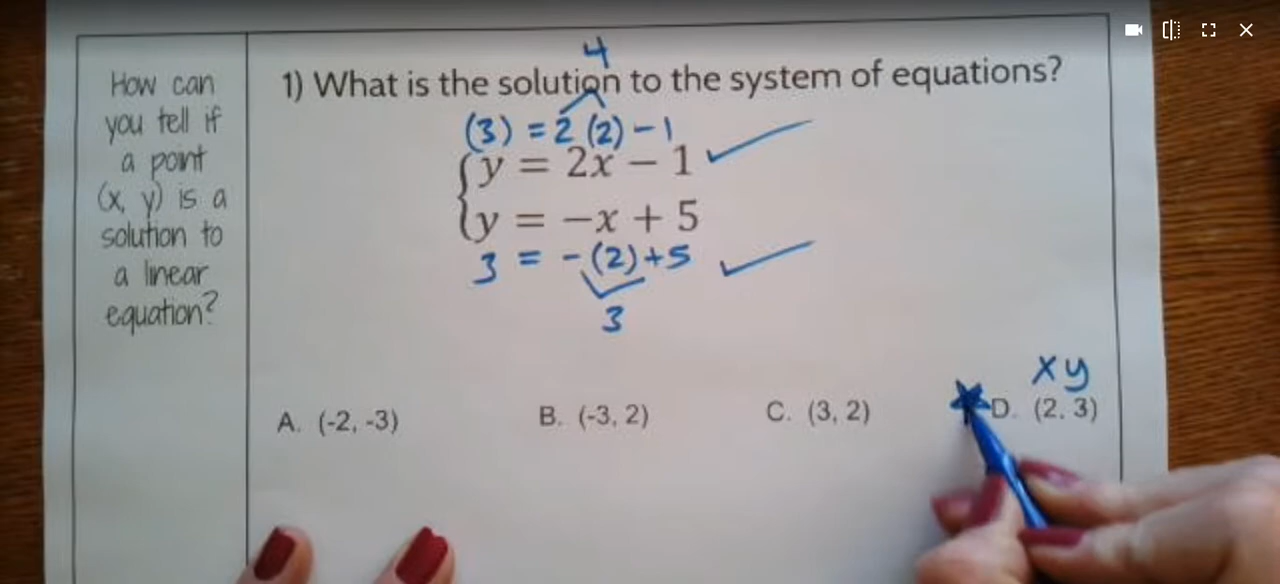 How can
you tell if
a point
(x, y) is a
solution to
a linear
equation?
4
1) What is the solution to the system of equations?
(3) = 2 (2) - 1
y = 2x − 1
y = −x + 5
3 = - (2) + 5
3
x y
A. (-2, -3)
B. (-3, 2)
C. (3, 2)
D. (2, 3)